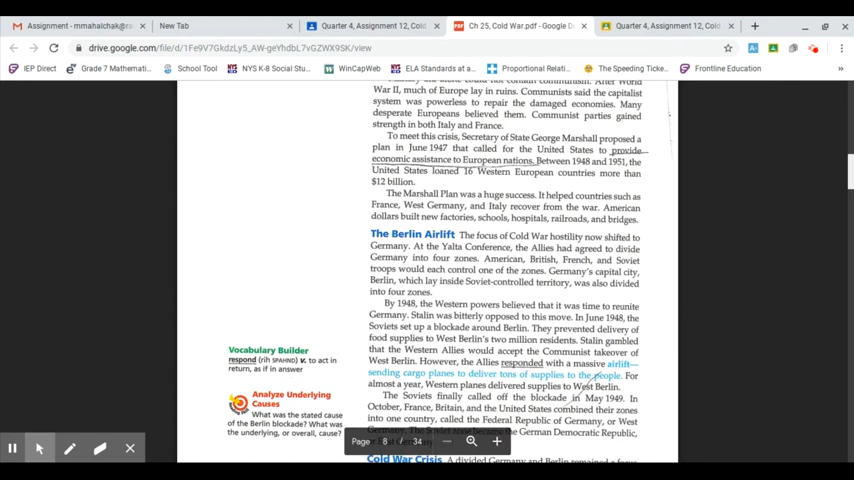 Assignment - mmahalchak@ra
New Tab
Quarter 4, Assignment 12, Cold
Ch 25, Cold War.pdf - Google D
Quarter 4, Assignment 12, Cold
drive.google.com/file/d/1Fe9V7GkdzLy5_AW-geYhdbL7vGZWX9SK/view
IEP Direct
Grade 7 Mathemati...
School Tool
NYS K-8 Social Stu...
WinCapWeb
ELA Standards at a...
Proportional Relatio...
The Speeding Ticke...
Frontline Education
War II, much of Europe lay in ruins. Communists said the capitalist
system was powerless to repair the damaged economies. Many
desperate Europeans believed them. Communist parties gained
strength in both Italy and France.
To meet this crisis, Secretary of State George Marshall proposed a
plan in June 1947 that called for the United States to provide
economic assistance to European nations. Between 1948 and 1951, the
United States loaned 16 Western European countries more than
$12 billion.
The Marshall Plan was a huge success. It helped countries such as
France, West Germany, and Italy recover from the war. American
dollars built new factories, schools, hospitals, railroads, and bridges.
The Berlin Airlift The focus of Cold War hostility now shifted to
Germany. At the Yalta Conference, the Allies had agreed to divide
Germany into four zones. American, British, French, and Soviet
troops would each control one of the zones. Germany's capital city,
Berlin, which lay inside Soviet-controlled territory, was also divided
into four zones.
By 1948, the Western powers believed that it was time to reunite
Germany. Stalin was bitterly opposed to this move. In June 1948, the
Soviets set up a blockade around Berlin. They prevented delivery of
food supplies to West Berlin's two million residents. Stalin gambled
that the Western Allies would accept the Communist takeover of
West Berlin. However, the Allies responded with a massive airlift—
sending cargo planes to deliver tons of supplies to the people. For
almost a year, Western planes delivered supplies to West Berlin.
The Soviets finally called off the blockade in May 1949. In
October, France, Britain, and the United States combined their zones
into one country, called the Federal Republic of Germany, or West
Germany. The Soviet zone became the German Democratic Republic,
Vocabulary Builder
respond (rih SPAHND) v. to act in
return, as if in answer
Analyze Underlying
Causes
What was the stated cause
of the Berlin blockade? What was
the underlying, or overall, cause?
Page 8 / 34
Cold War Crisis A divided Germany and Berlin remained a focus